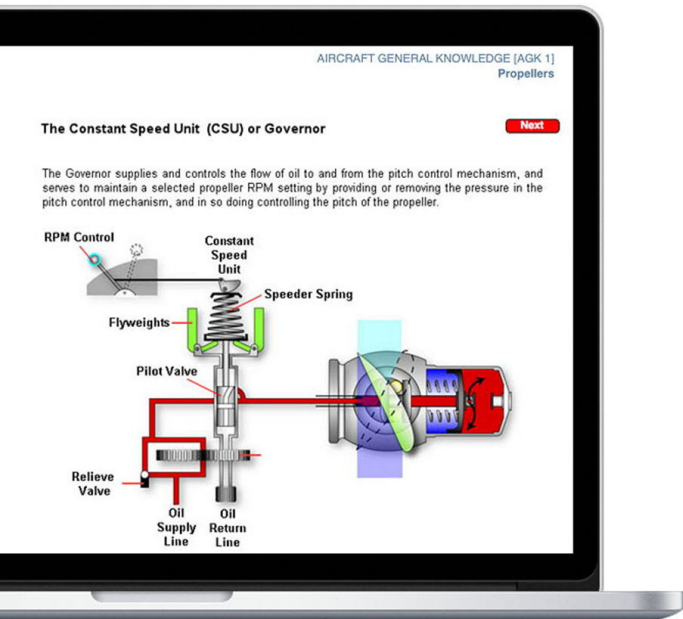 AIRCRAFT GENERAL KNOWLEDGE [AGK 1]
Propellers
The Constant Speed Unit (CSU) or Governor
Next
The Governor supplies and controls the flow of oil to and from the pitch control mechanism, and
serves to maintain a selected propeller RPM setting by providing or removing the pressure in the
pitch control mechanism, and in so doing controlling the pitch of the propeller.
RPM Control
Constant
Speed
Unit
Speeder Spring
Flyweights
Pilot Valve
Relieve
Valve
Oil
Supply
Line
Oil
Return
Line